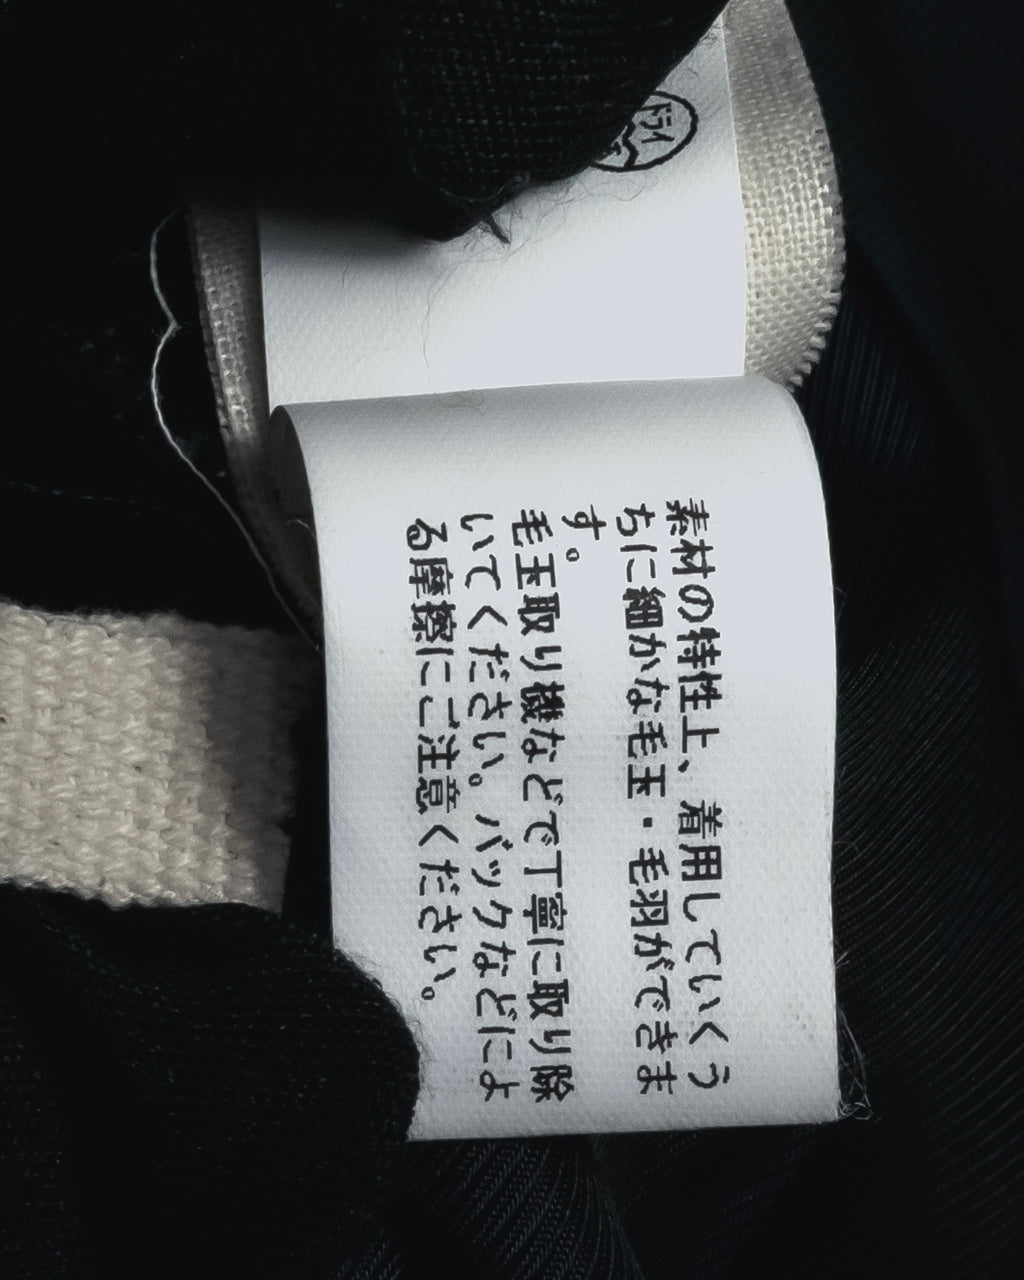 ドライ
素材の特性上、着用していくう
ちに細かな毛玉・毛羽ができま
す。
毛玉取り機などで丁寧に取り除
いてください。バックなどによ
る摩擦にご注意ください。